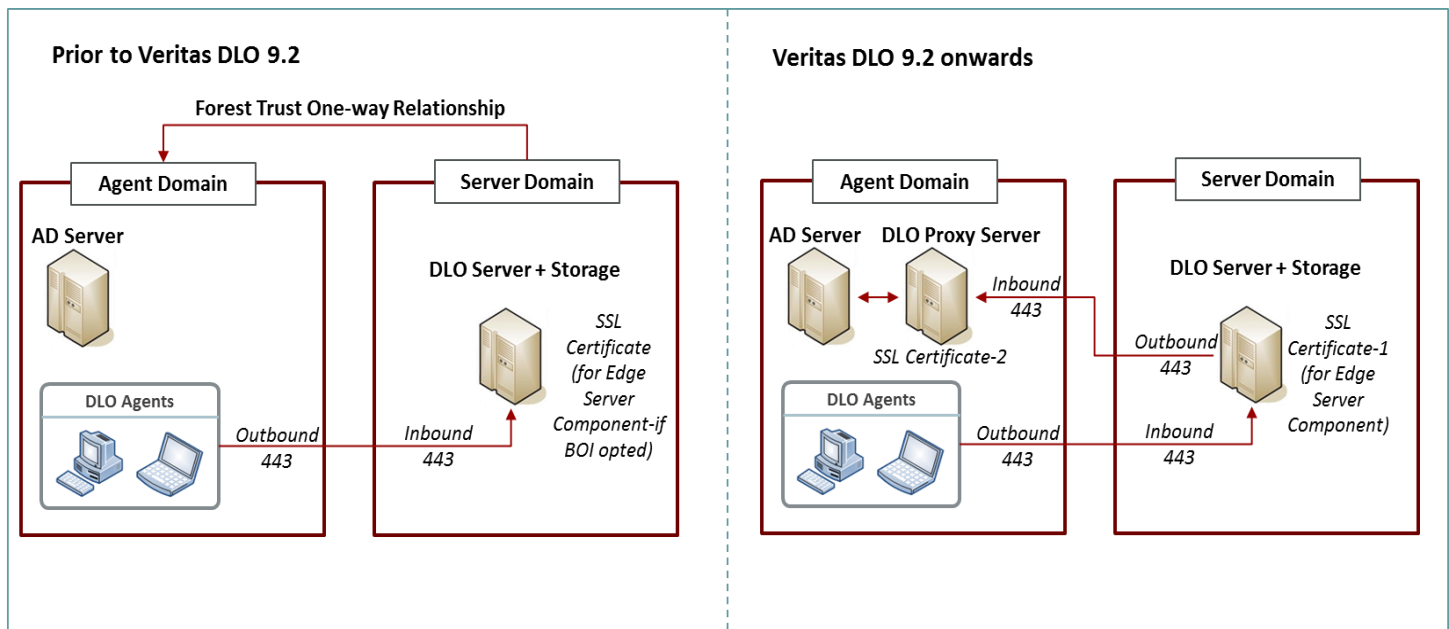 Prior to Veritas DLO 9.2
Forest Trust One-way Relationship
Agent Domain
Server Domain
AD Server
DLO Server + Storage
SSL
Certificate
(for Edge
Server
Component-if
BOI opted)
DLO Agents
Outbound
443
Inbound
443
Veritas DLO 9.2 onwards
Agent Domain
Server Domain
AD Server
DLO Proxy Server
DLO Server + Storage
Inbound
443
SSL Certificate-2
Outbound
443
SSL
Certificate-1
(for Edge
Server
Component)
DLO Agents
Outbound
443
Inbound
443